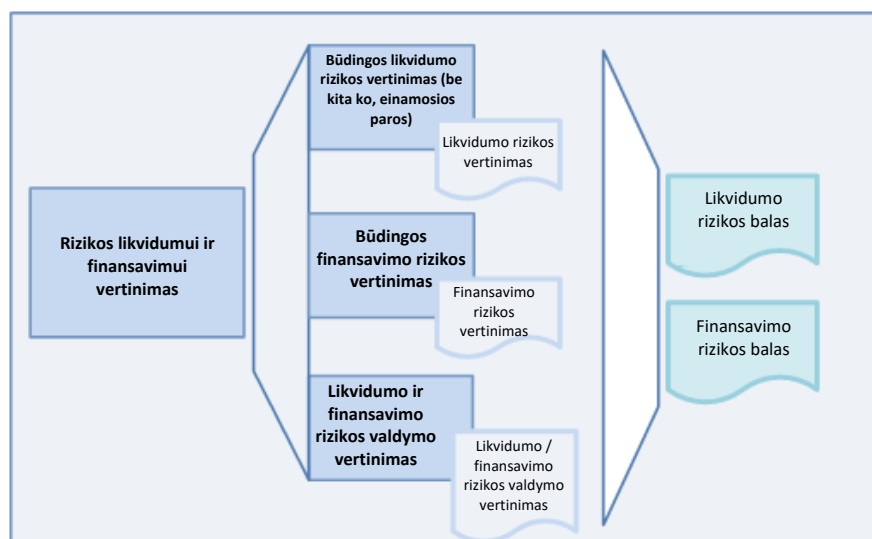 Rizikos likvidumui ir
finansavimui
vertinimas
Būdingos likvidumo
rizikos vertinimas (be
kita ko, einamosios
paros)
Likvidumo rizikos
vertinimas
Būdingos
finansavimo rizikos
vertinimas
Finansavimo
rizikos
vertinimas
Likvidumo ir
finansavimo
rizikos valdymo
vertinimas
Likvidumo /
finansavimo
rizikos valdymo
vertinimas
Likvidumo
rizikos balas
Finansavimo
rizikos balas